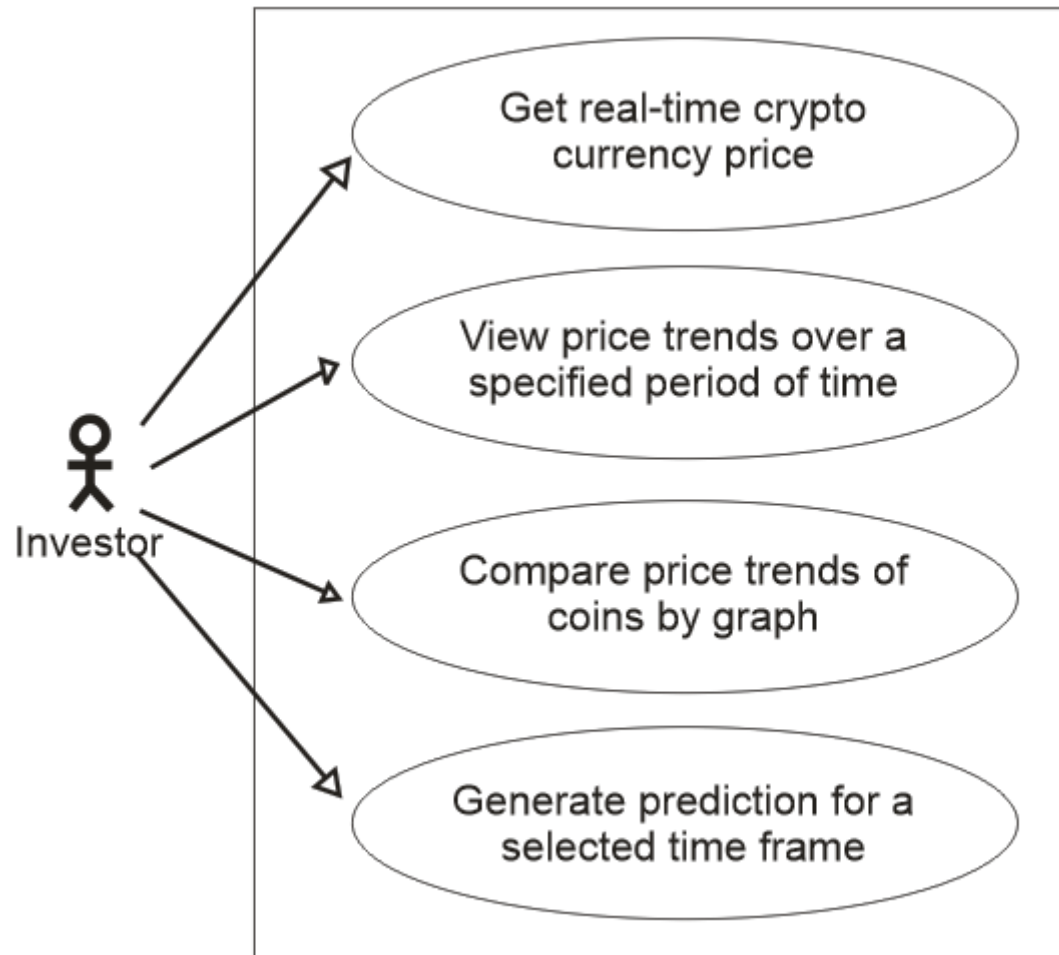 Get real-time crypto
currency price
View price trends over a
specified period of time
Investor
Compare price trends of
coins by graph
Generate prediction for a
selected time frame